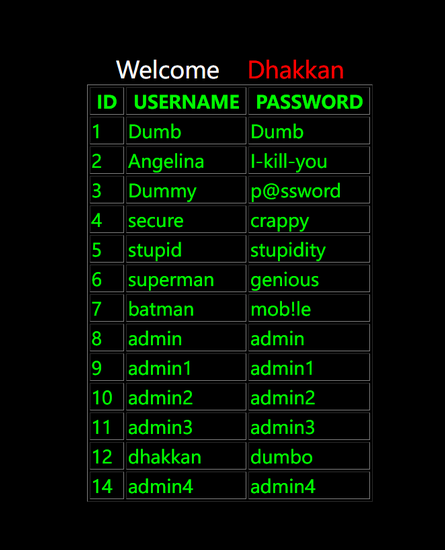 Welcome Dhakkan
ID USERNAME PASSWORD
1 Dumb Dumb
2 Angelina I-kill-you
3 Dummy p@ssword
4 secure crappy
5 stupid stupidity
6 superman genious
7 batman mob!le
8 admin admin
9 admin1 admin1
10 admin2 admin2
11 admin3 admin3
12 dhakkan dumbo
14 admin4 admin4